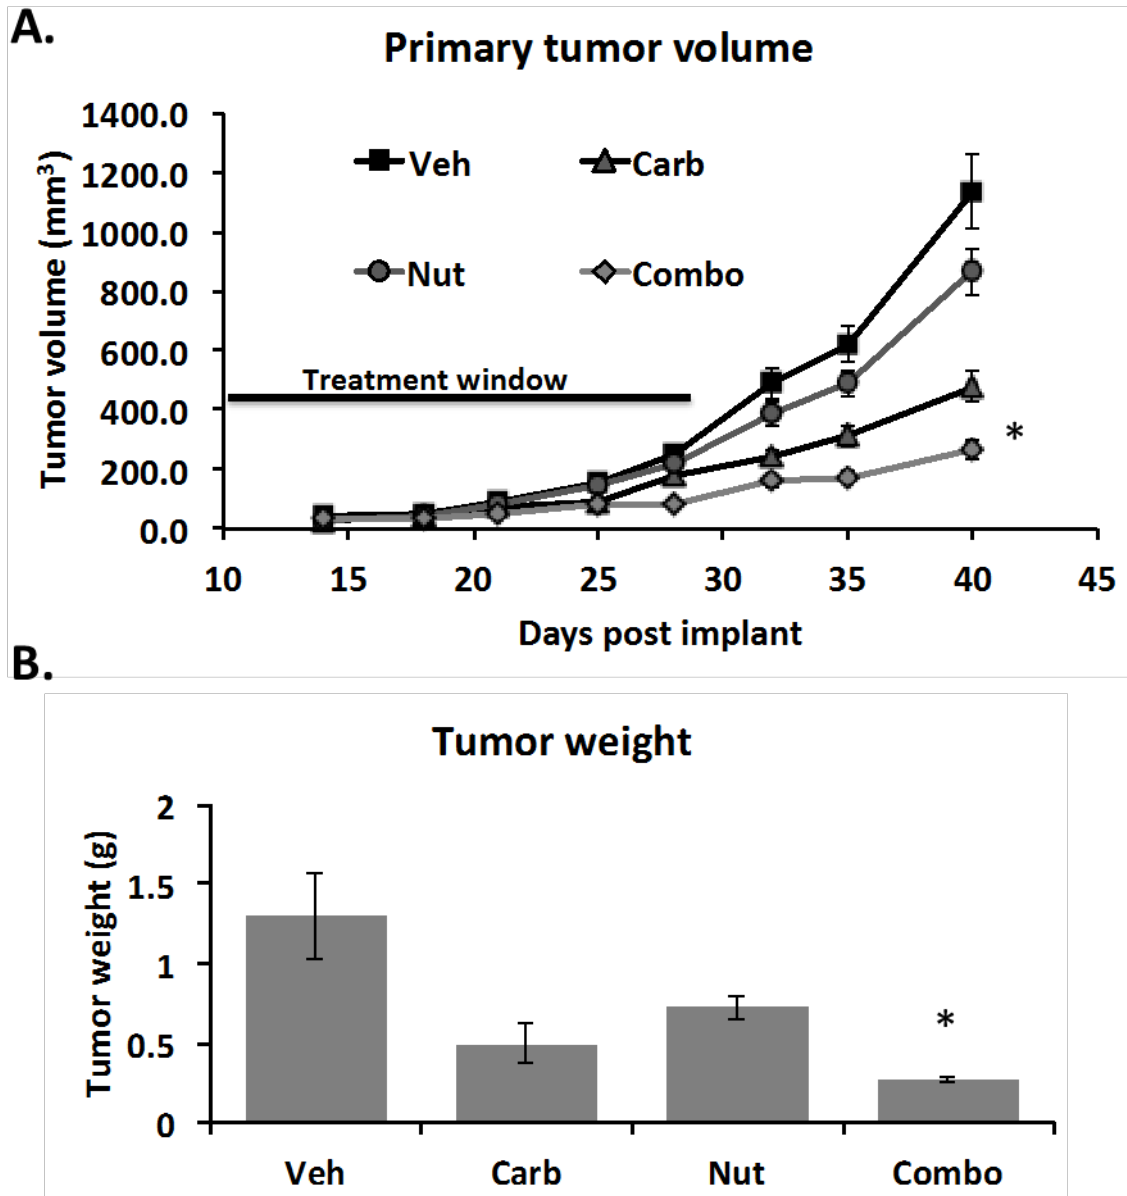 A.
Primary tumor volume
1400.0
1200.0
1000.0
800.0
600.0
400.0
200.0
0.0
Tumor volume (mm³)
Veh
Carb
Nut
Combo
Treatment window
*
10 15 20 25 30 35 40 45
Days post implant
B.
Tumor weight
2
1.5
1
0.5
0
Tumor weight (g)
*
Veh Carb Nut Combo